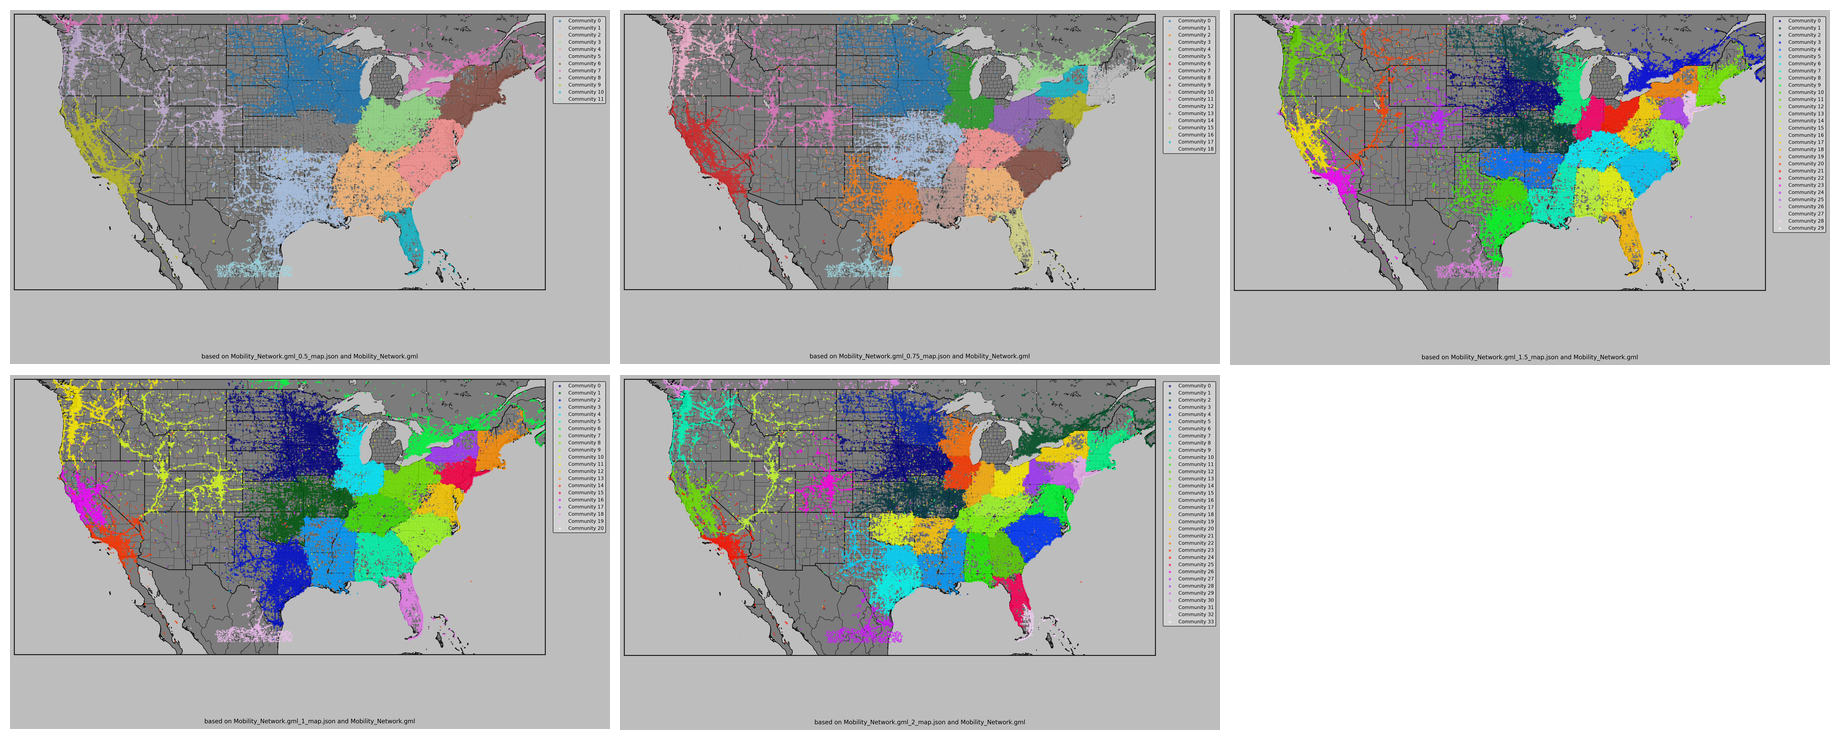 Community 0
Community 1
Community 2
Community 3
Community 4
Community 5
Community 6
Community 7
Community 8
Community 9
Community 10
Community 11
based on Mobility_Network.gml_0.5_map.json and Mobility_Network.gml
Community 0
Community 1
Community 2
Community 3
Community 4
Community 5
Community 6
Community 7
Community 8
Community 9
Community 10
Community 11
Community 12
Community 13
Community 14
Community 15
Community 16
Community 17
Community 18
based on Mobility_Network.gml_0.75_map.json and Mobility_Network.gml
Community 0
Community 1
Community 2
Community 3
Community 4
Community 5
Community 6
Community 7
Community 8
Community 9
Community 10
Community 11
Community 12
Community 13
Community 14
Community 15
Community 16
Community 17
Community 18
Community 19
Community 20
Community 21
Community 22
Community 23
Community 24
Community 25
Community 26
Community 27
Community 28
Community 29
based on Mobility_Network.gml_1.5_map.json and Mobility_Network.gml
Community 0
Community 1
Community 2
Community 3
Community 4
Community 5
Community 6
Community 7
Community 8
Community 9
Community 10
Community 11
Community 12
Community 13
Community 14
Community 15
Community 16
Community 17
Community 18
Community 19
Community 20
based on Mobility_Network.gml_1_map.json and Mobility_Network.gml
Community 0
Community 1
Community 2
Community 3
Community 4
Community 5
Community 6
Community 7
Community 8
Community 9
Community 10
Community 11
Community 13
Community 14
Community 15
Community 16
Community 17
Community 18
Community 19
Community 20
Community 21
Community 22
Community 23
Community 24
Community 25
Community 26
Community 27
Community 28
Community 29
Community 30
Community 31
Community 32
Community 33
based on Mobility_Network.gml_2_map.json and Mobility_Network.gml